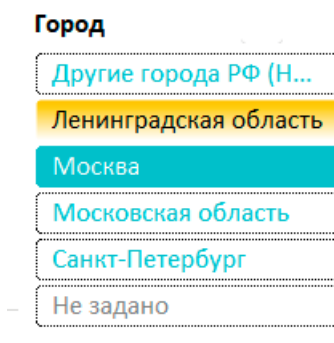 Город
Другие города РФ (Н...
Ленинградская область
Москва
Московская область
Санкт-Петербург
Не задано